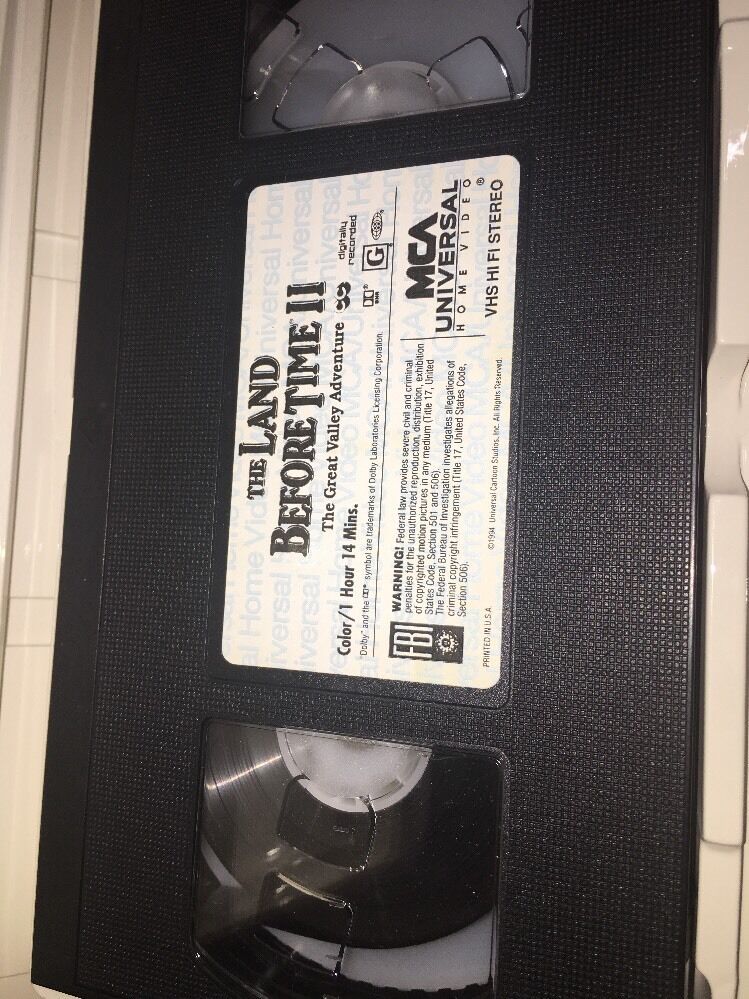 THE LAND
BEFORE TIME II
The Great Valley Adventure
digitally
recorded
Color/1 Hour 14 Mins.
G
"Dolby" and the symbol are trademarks of Dolby Laboratories Licensing Corporation.
FBI
WARNING! Federal law provides severe civil and criminal
penalties for the unauthorized reproduction, distribution, exhibition
of copyrighted motion pictures in any medium (Title 17, United
States Code, Section 501 and 506).
The Federal Bureau of Investigation investigates allegations of
criminal copyright infringement (Title 17, United States Code,
Section 506).
MCA
UNIVERSAL
HOME VIDEO
®
VHS HI FI STEREO
PRINTED IN U.S.A.
©1994 Universal Cartoon Studios, Inc. All Rights Reserved.